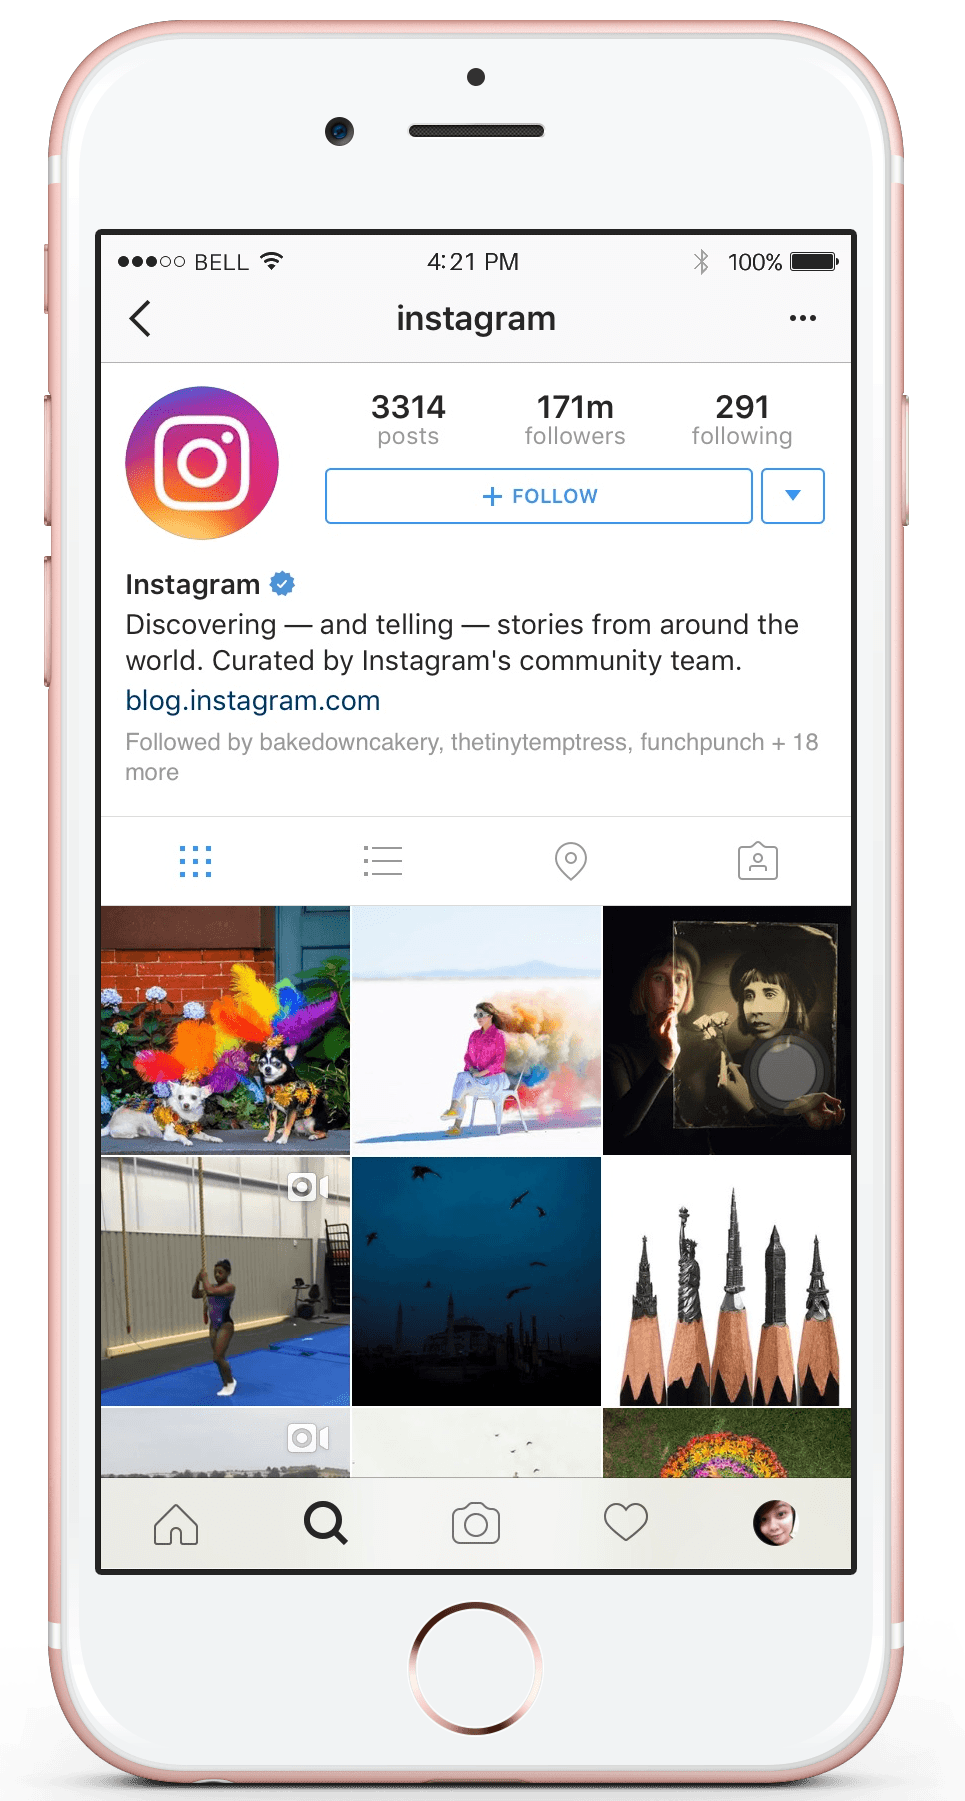 BELL 4:21 PM 100%
instagram
3314 171m 291
posts followers following
+ FOLLOW
Instagram
Discovering — and telling — stories from around the
world. Curated by Instagram's community team.
blog.instagram.com
Followed by bakedowncakery, thetinytemptress, funchpunch + 18
more